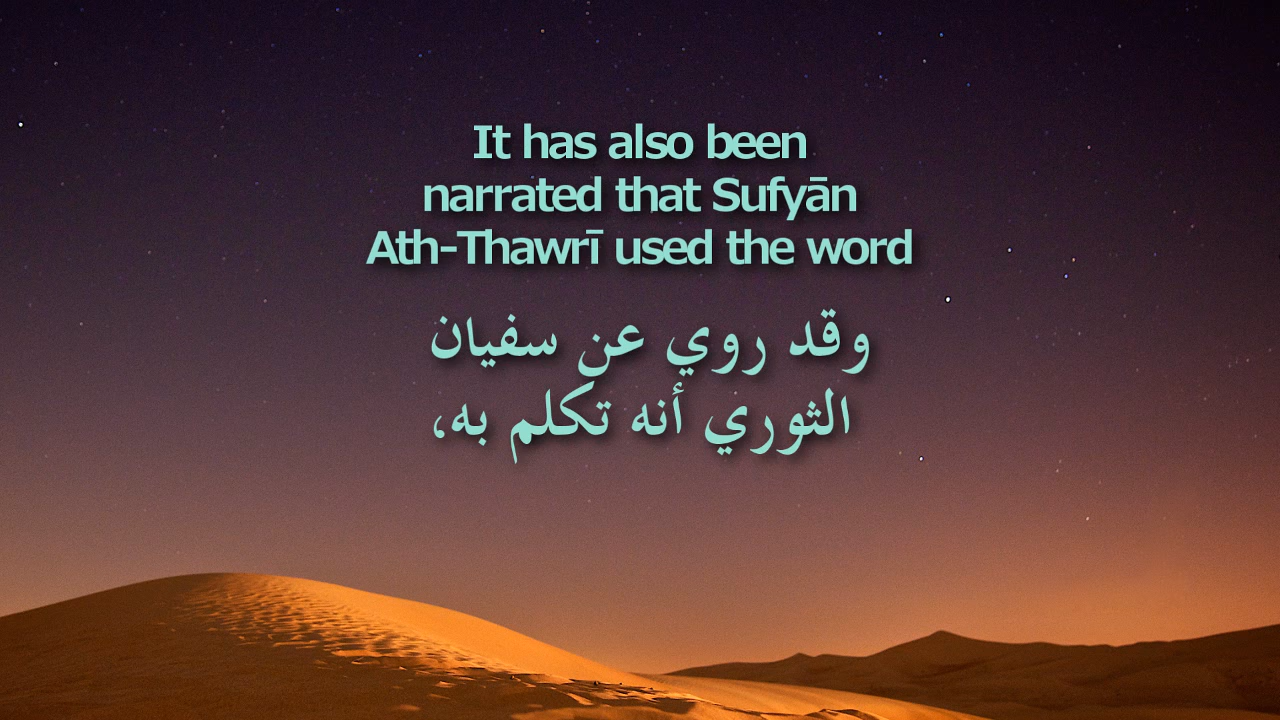 It has also been
narrated that Sufyān
Ath-Thawrī used the word
وقد روي عن سفيان
الثوري أنه تكلم به،